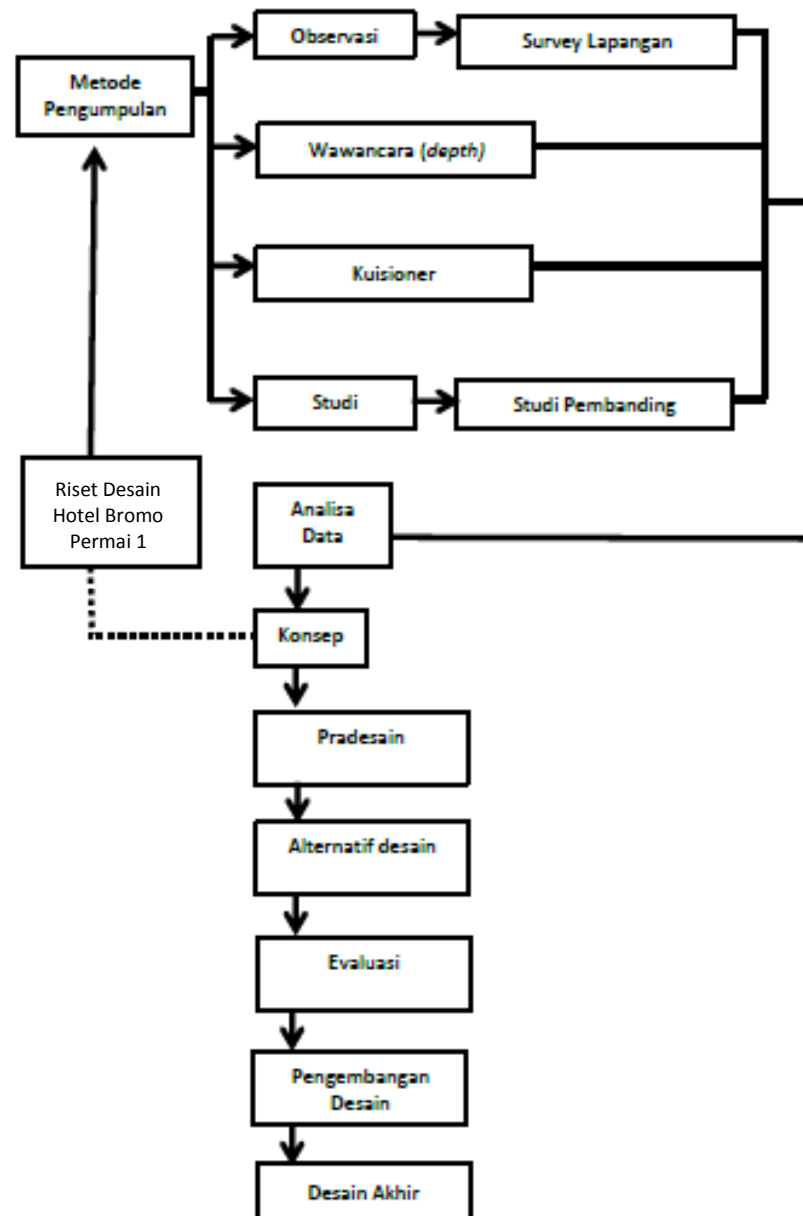 Observasi
Survey Lapangan
Metode
Pengumpulan
Wawancara (depth)
Kuisioner
Studi
Studi Pembanding
Riset Desain
Hotel Bromo
Permai 1
Analisa
Data
Konsep
Pradesain
Alternatif desain
Evaluasi
Pengembangan
Desain
Desain Akhir